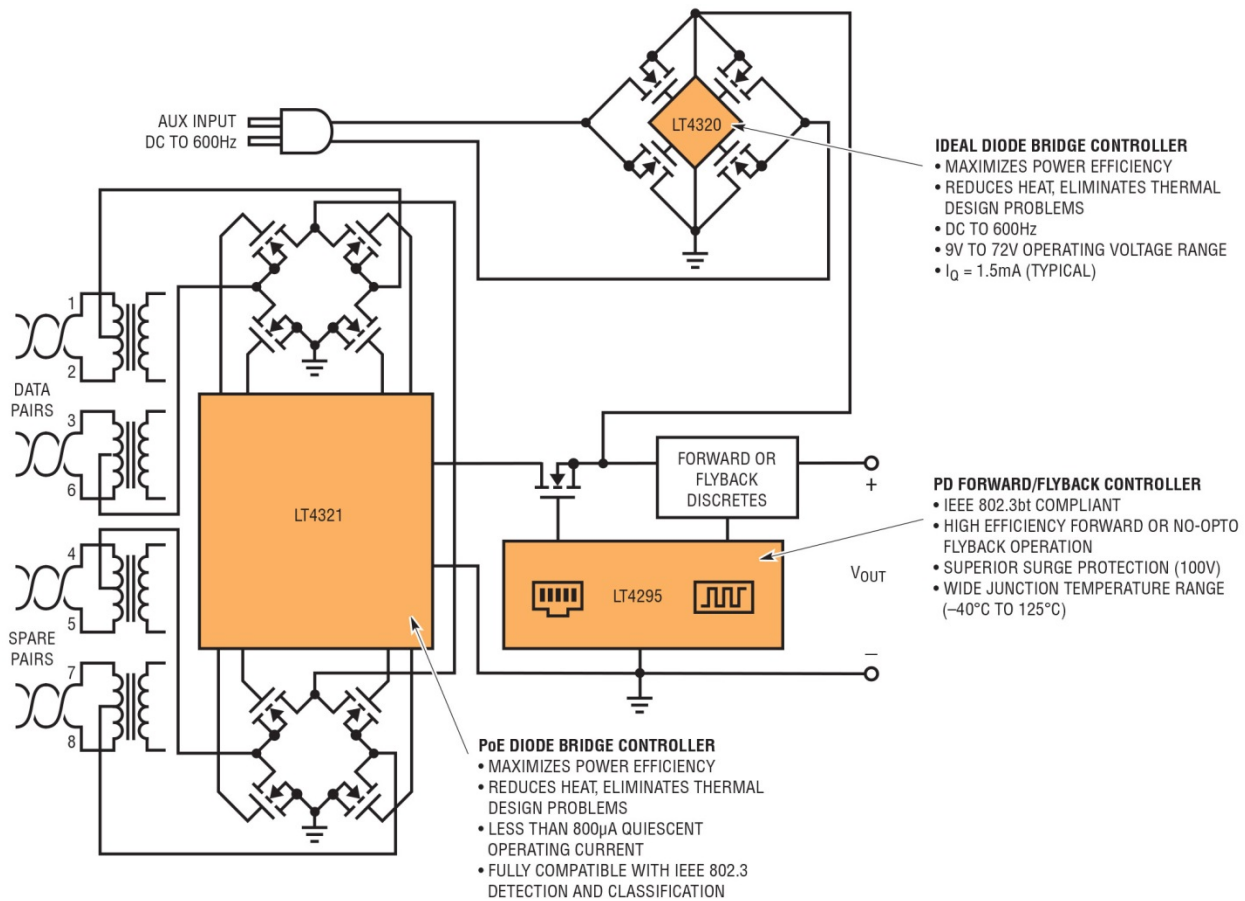 AUX INPUT
DC TO 600Hz
LT4320
IDEAL DIODE BRIDGE CONTROLLER
• MAXIMIZES POWER EFFICIENCY
• REDUCES HEAT, ELIMINATES THERMAL
DESIGN PROBLEMS
• DC TO 600Hz
• 9V TO 72V OPERATING VOLTAGE RANGE
• IQ = 1.5mA (TYPICAL)
1
2
DATA
PAIRS
3
6
4
5
SPARE
PAIRS
7
8
LT4321
FORWARD OR
FLYBACK
DISCRETES
+
LT4295
VOUT
–
PD FORWARD/FLYBACK CONTROLLER
• IEEE 802.3bt COMPLIANT
• HIGH EFFICIENCY FORWARD OR NO-OPTO
FLYBACK OPERATION
• SUPERIOR SURGE PROTECTION (100V)
• WIDE JUNCTION TEMPERATURE RANGE
(–40°C TO 125°C)
PoE DIODE BRIDGE CONTROLLER
• MAXIMIZES POWER EFFICIENCY
• REDUCES HEAT, ELIMINATES THERMAL
DESIGN PROBLEMS
• LESS THAN 800µA QUIESCENT
OPERATING CURRENT
• FULLY COMPATIBLE WITH IEEE 802.3
DETECTION AND CLASSIFICATION